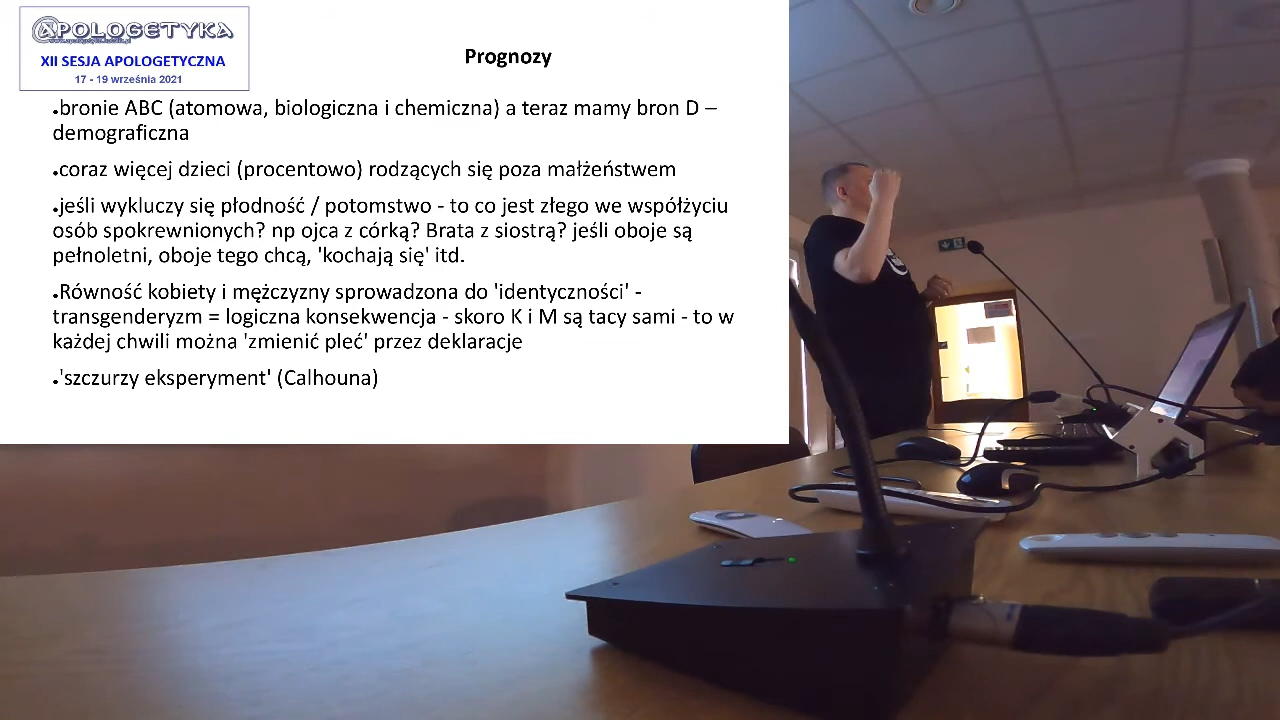 @POLOGETYKA
XII SESJA APOLOGETYCZNA
17 - 19 września 2021
Prognozy
.bronie ABC (atomowa, biologiczna i chemiczna) a teraz mamy bron D –
demograficzna
.coraz więcej dzieci (procentowo) rodzących się poza małżeństwem
.jeśli wykluczy się płodność / potomstwo - to co jest złego we współżyciu
osób spokrewnionych? np ojca z córką? Brata z siostrą? jeśli oboje są
pełnoletni, oboje tego chcą, 'kochają się' itd.
.Równość kobiety i mężczyzny sprowadzona do 'identyczności' -
transgenderyzm = logiczna konsekwencja - skoro K i M są tacy sami - to w
każdej chwili można 'zmienić pleć' przez deklaracje
.'szczurzy eksperyment' (Calhouna)